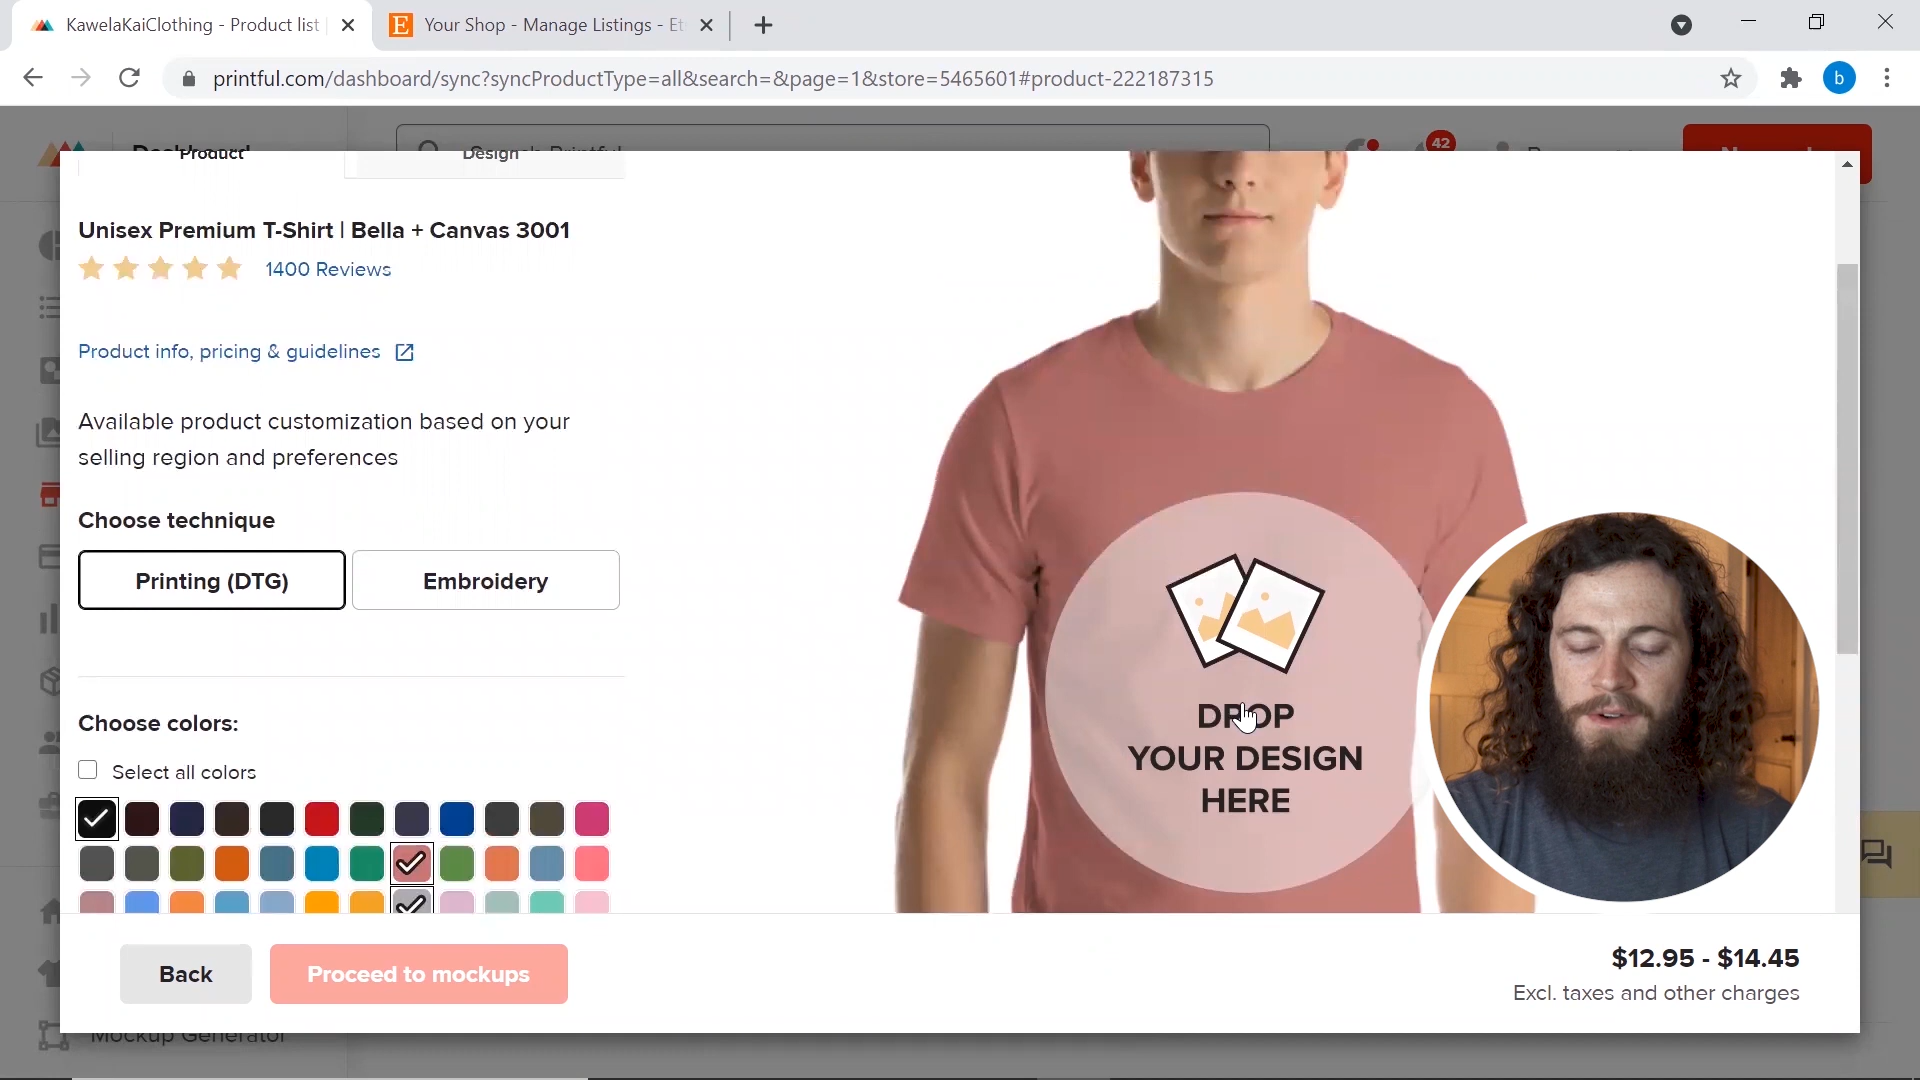 KawelaKaiClothing - Product list
Your Shop - Manage Listings - Et
printful.com/dashboard/sync?syncProductType=all&search=&page=1&store=5465601#product-222187315
b
42
Product
Design
Unisex Premium T-Shirt | Bella + Canvas 3001
1400 Reviews
Product info, pricing & guidelines
Available product customization based on your
selling region and preferences
Choose technique
Printing (DTG)
Embroidery
Choose colors:
Select all colors
DROP
YOUR DESIGN
HERE
Back
Proceed to mockups
$12.95 - $14.45
Excl. taxes and other charges
Mockup Generator